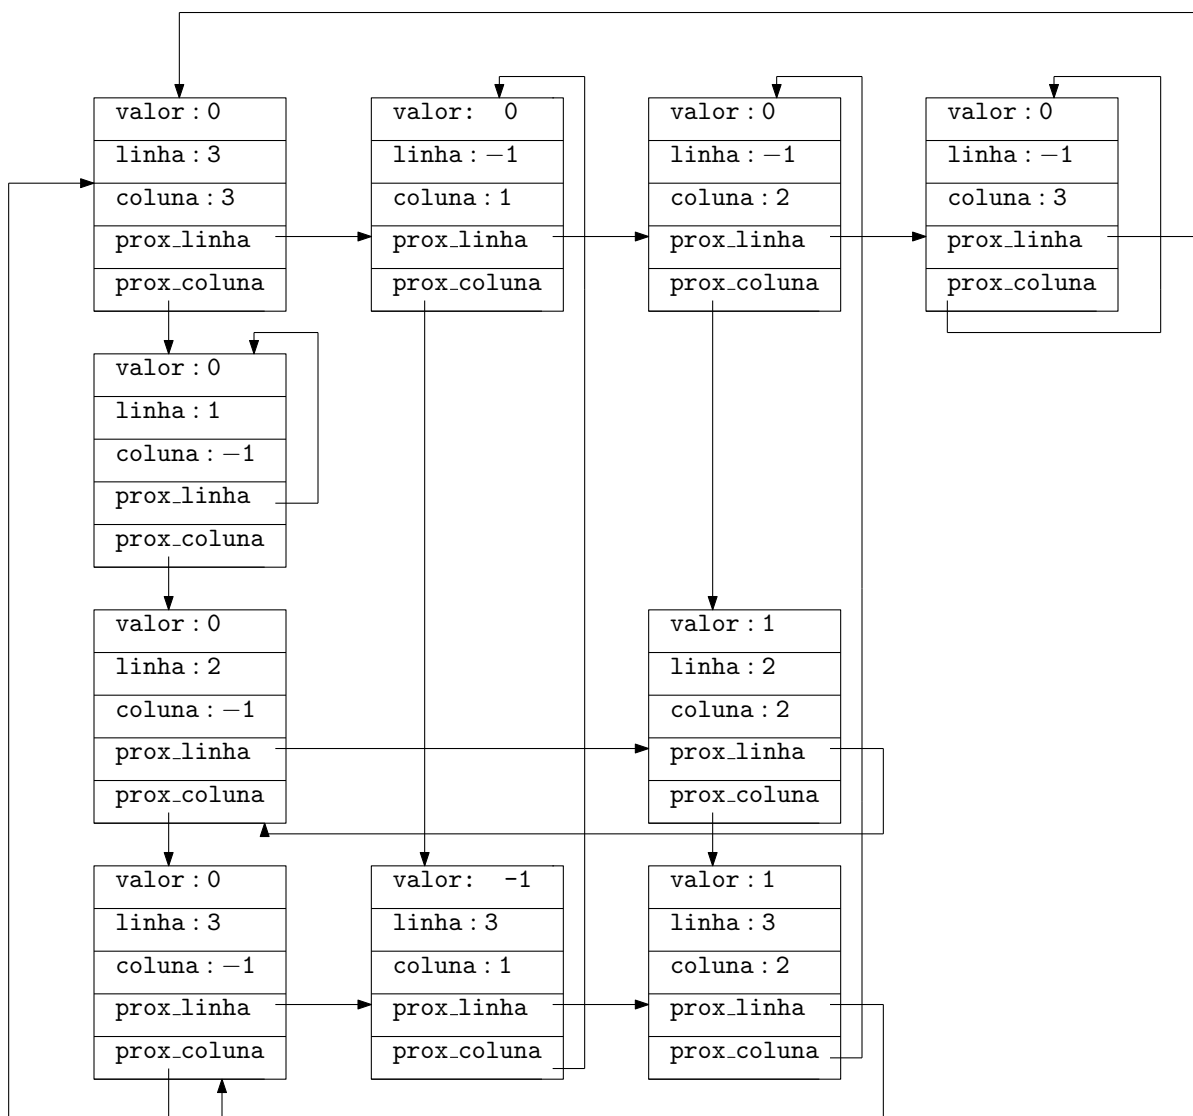 valor : 0
linha : 3
coluna : 3
prox_linha
prox_coluna
valor: 0
linha : −1
coluna : 1
prox_linha
prox_coluna
valor : 0
linha : −1
coluna : 2
prox_linha
prox_coluna
valor : 0
linha : −1
coluna : 3
prox_linha
prox_coluna
valor : 0
linha : 1
coluna : −1
prox_linha
prox_coluna
valor : 0
linha : 2
coluna : −1
prox_linha
prox_coluna
valor : 1
linha : 2
coluna : 2
prox_linha
prox_coluna
valor : 0
linha : 3
coluna : −1
prox_linha
prox_coluna
valor: -1
linha : 3
coluna : 1
prox_linha
prox_coluna
valor : 1
linha : 3
coluna : 2
prox_linha
prox_coluna